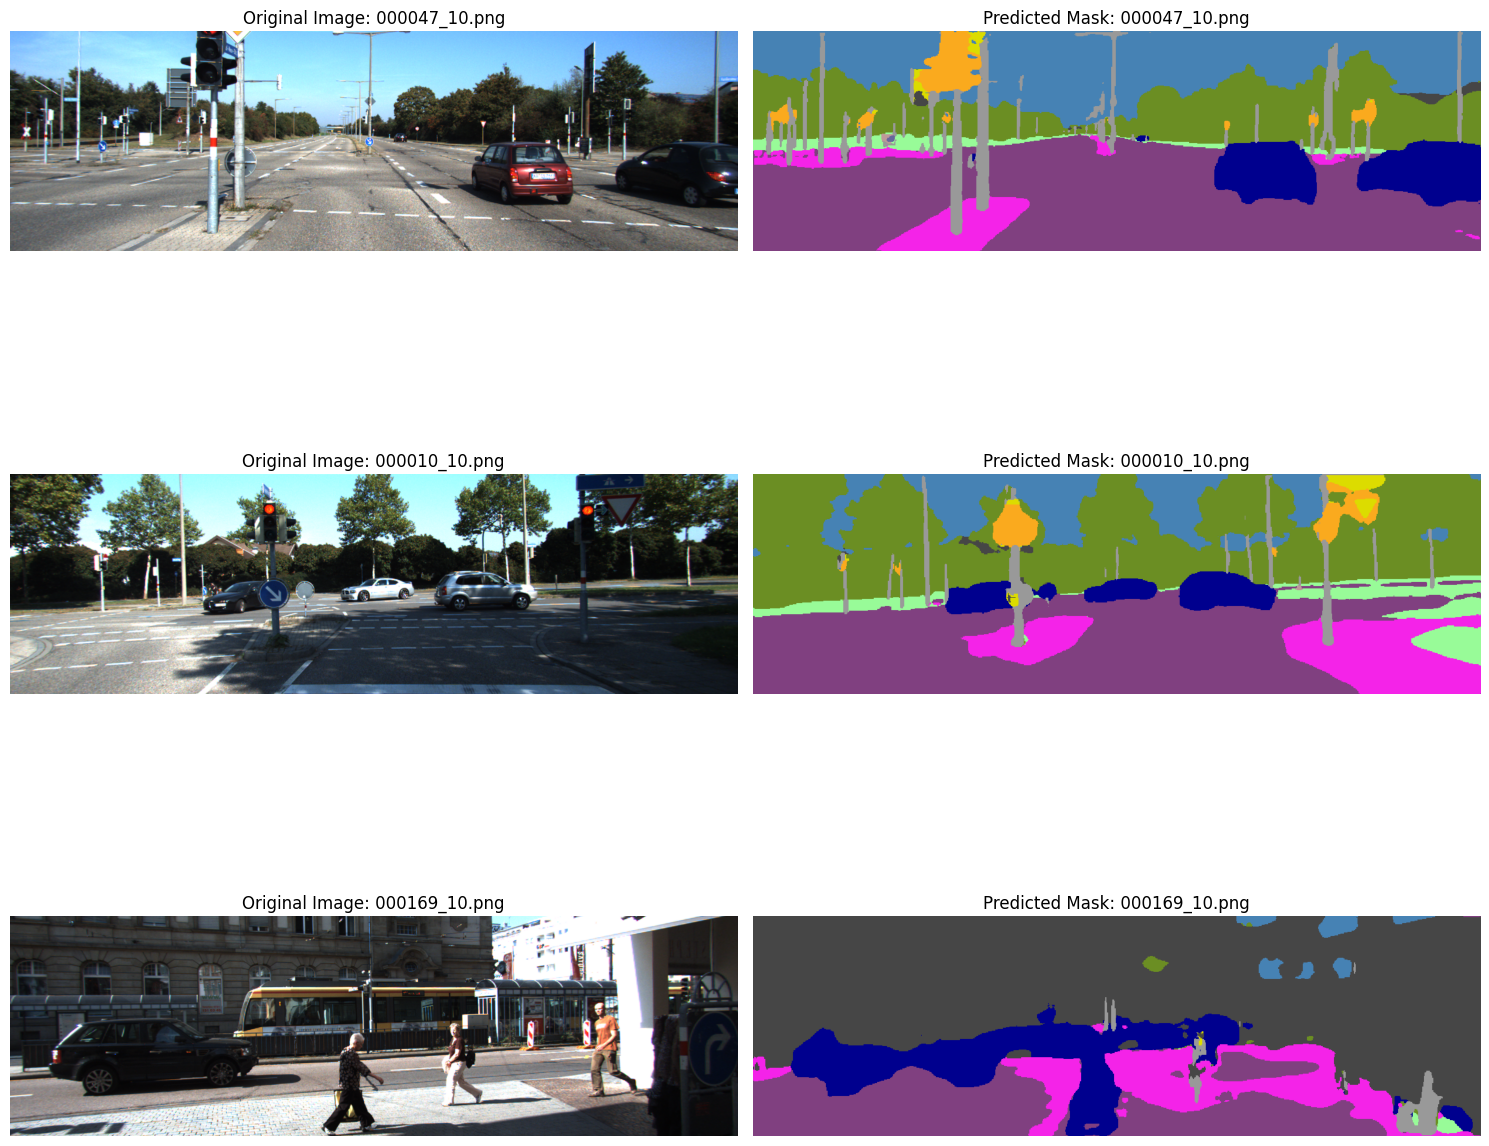 Original Image: 000047_10.png
Predicted Mask: 000047_10.png
Original Image: 000010_10.png
Predicted Mask: 000010_10.png
Original Image: 000169_10.png
Predicted Mask: 000169_10.png